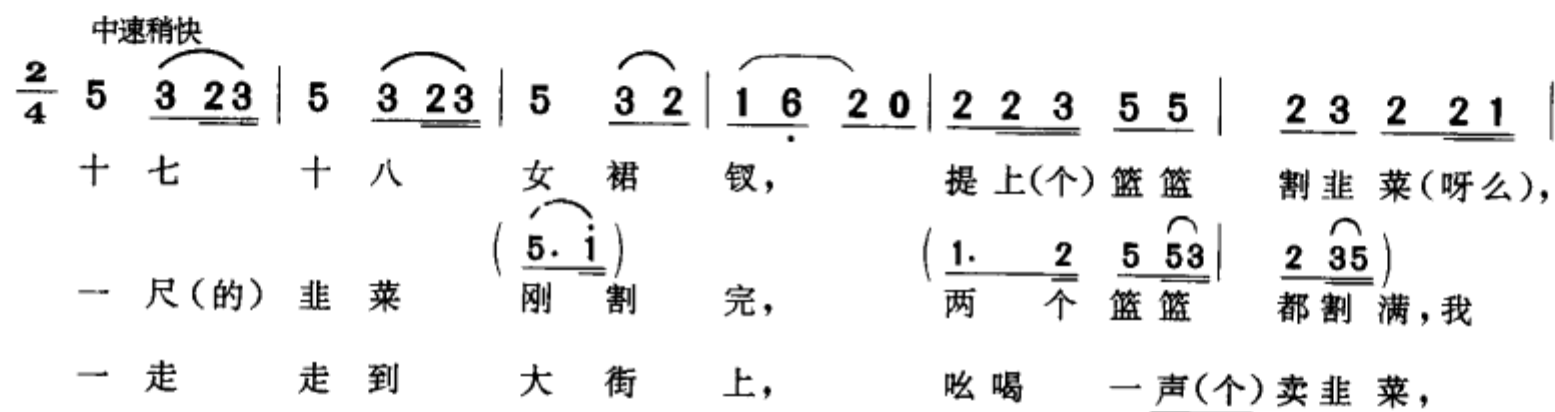 中速稍快
2/4 5 3 23 | 5 3 23 | 5 3 2 | 1 6̣ 2 0 | 2 2 3 5 5 | 2 3 2 21 |
十 七 十 八 女 裙 钗， 提 上(个) 篮 篮 割 韭 菜(呀么)，
(5. i̇) (1. 2 5 53 | 2 35)
一 尺(的) 韭 菜 刚 割 完， 两 个 篮 篮 都 割 满，我
一 走 走 到 大 街 上， 吆 喝 一 声(个) 卖 韭 菜，